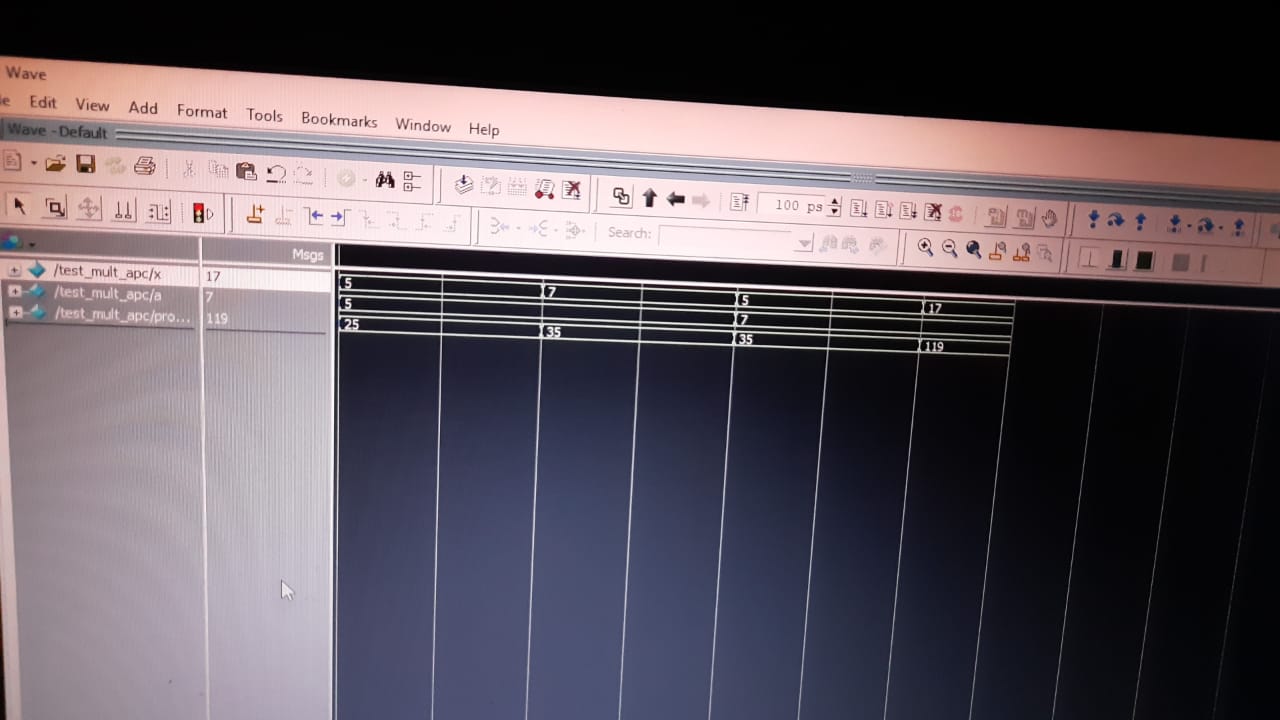 Wave
Edit View Add Format Tools Bookmarks Window Help
Wave - Default
100 ps
Search:
Msgs
/test_mult_apc/x 17 5 7 5 17
/test_mult_apc/a 7 5 7
/test_mult_apc/pro... 119 25 35 35 119